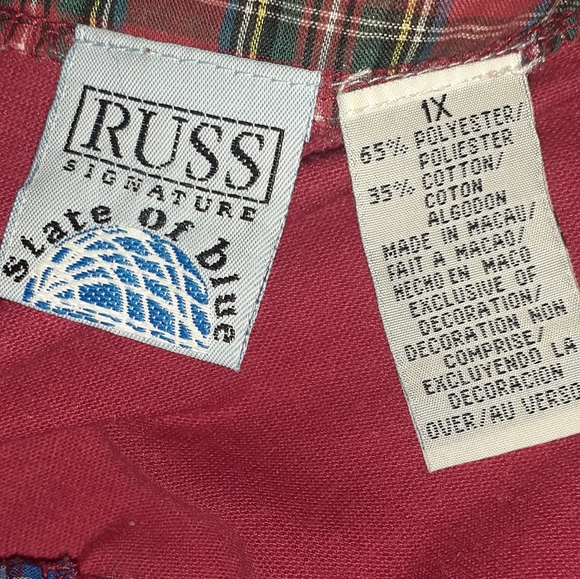 RUSS
SIGNATURE
State of blue
1X
65% POLYESTER/
POLIESTER
35% COTTON/
COTON
ALGODON
MADE IN MACAU/
FAIT A MACAO/
HECHO EN MACO
EXCLUSIVE OF
DECORATION/
DECORATION NON
COMPRISE/
EXCLUYENDO LA
DECORACION
OVER/AU VERSO